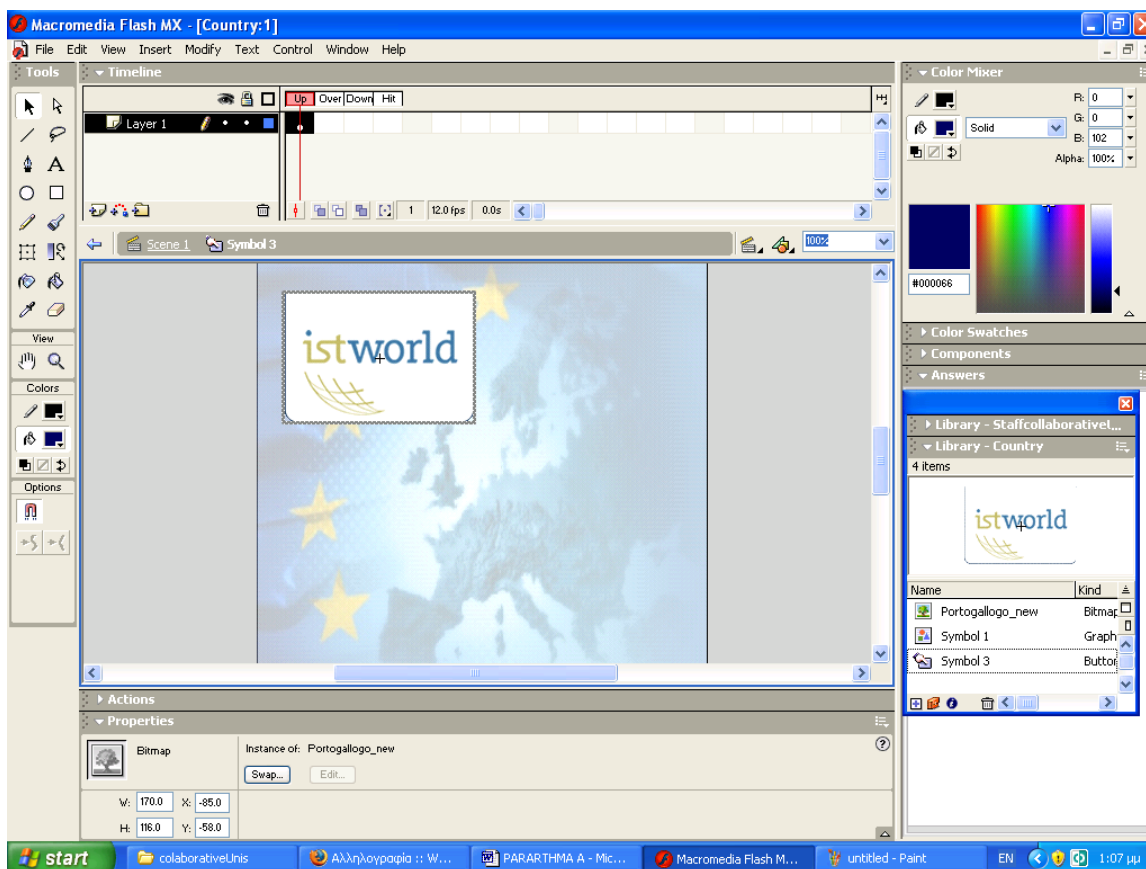 Macromedia Flash MX - [Country:1]
File Edit View Insert Modify Text Control Window Help
Tools
View
Colors
Options
Timeline
Up Over Down Hit
Layer 1
1 12.0 fps 0.0s
Scene 1 Symbol 3 100%
istworld
Actions
Properties
Bitmap Instance of: Portogallogo_new
Swap... Edit...
W: 170.0 X: -85.0
H: 116.0 Y: -58.0
Color Mixer
R: 0
Solid G: 0
B: 102
Alpha: 100%
#000066
Color Swatches
Components
Answers
Library - Staffcollaborativel...
Library - Country
4 items
istworld
Name Kind
Portogallogo_new Bitmap
Symbol 1 Graph
Symbol 3 Button
start colaborativeUnis Αλληλογραφία :: W... PARARTHMA A - Mic... Macromedia Flash M... untitled - Paint EN 1:07 μμ